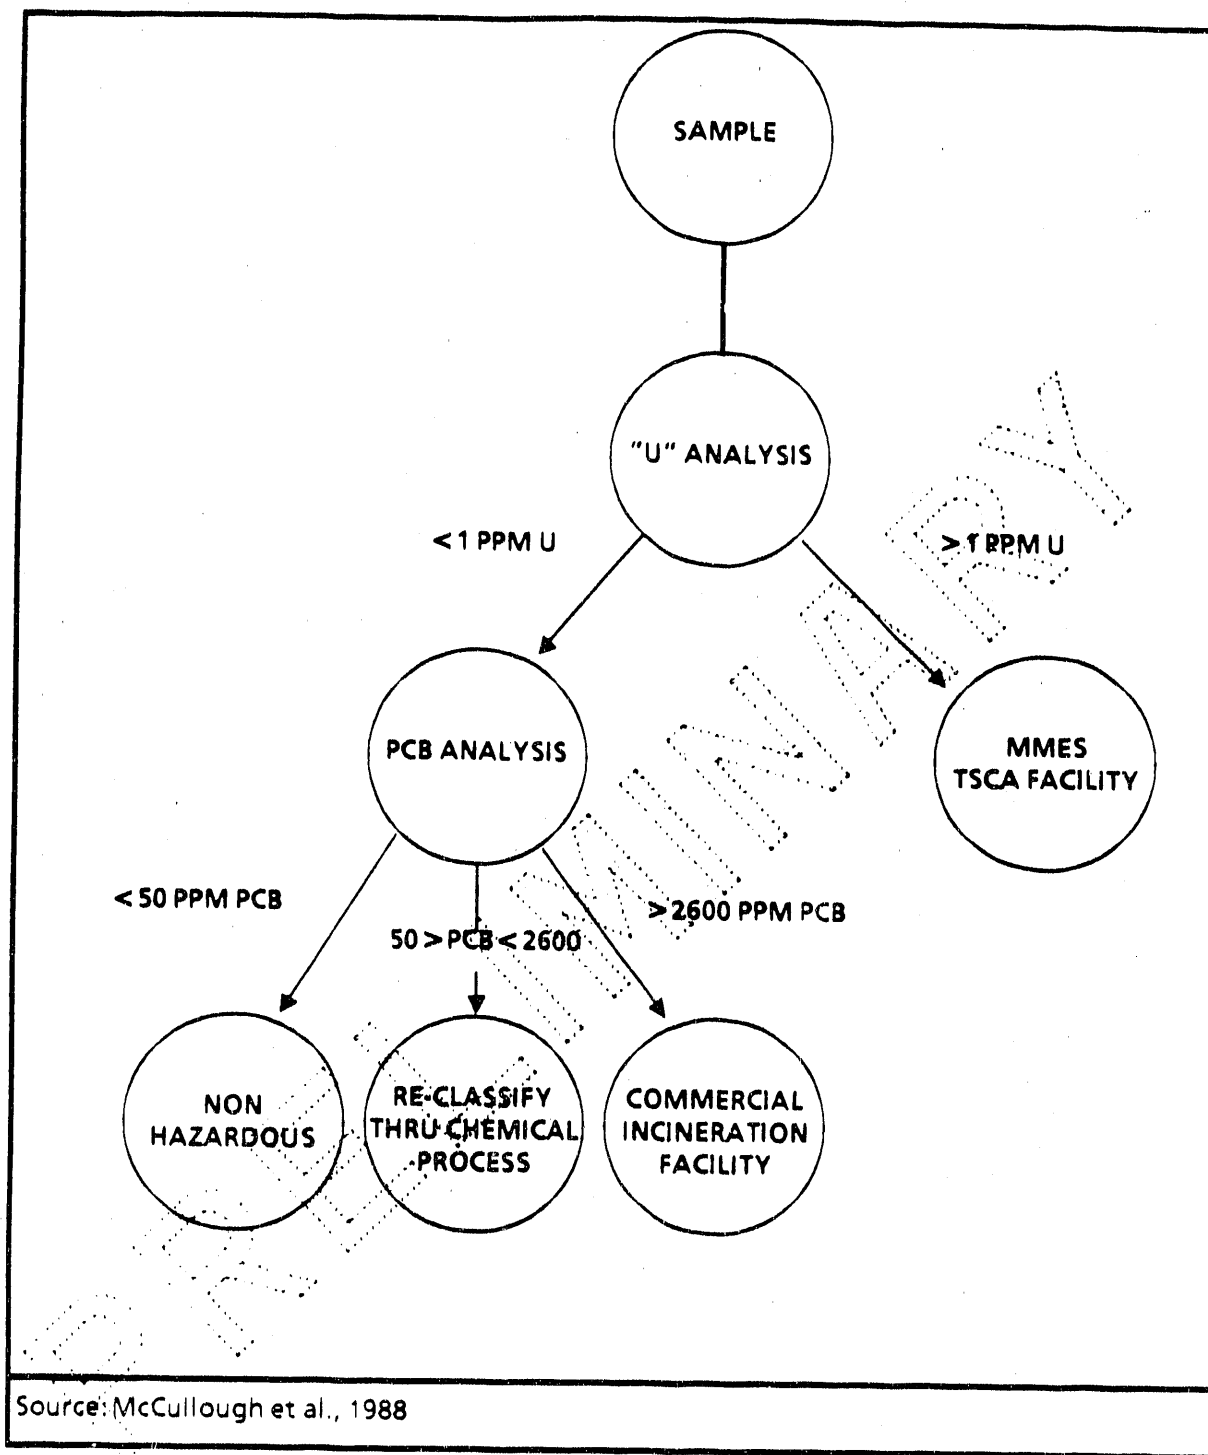 SAMPLE
"U" ANALYSIS
< 1 PPM U
> 1 PPM U
PCB ANALYSIS
MMES
TSCA FACILITY
< 50 PPM PCB
50 > PCB < 2600
> 2600 PPM PCB
NON
HAZARDOUS
RE-CLASSIFY
THRU CHEMICAL
PROCESS
COMMERCIAL
INCINERATION
FACILITY
PRELIMINARY
Source: McCullough et al., 1988